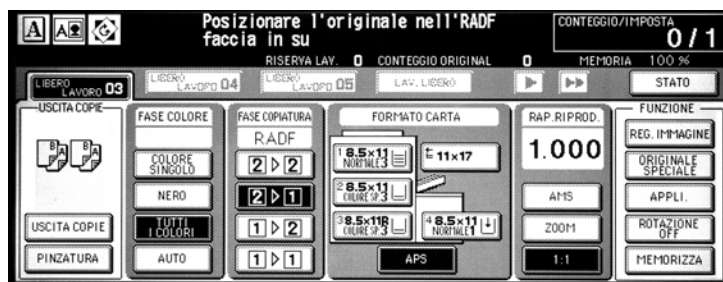 Posizionare l'originale nell'RADF
faccia in su
CONTEGGIO/IMPOSTA
0/1
RISERVA LAV. 0 CONTEGGIO ORIGINAL 0 MEMORIA 100 %
LIBERO LAVORO 03
LIBERO LAVORO 04
LIBERO LAVORO 05
LAV. LIBERO
STATO
USCITA COPIE
B A B A
USCITA COPIE
PINZATURA
FASE COLORE
COLORE
SINGOLO
NERO
TUTTI
I COLORI
AUTO
FASE COPIATURA
RADF
2 ▷ 2
2 ▷ 1
1 ▷ 2
1 ▷ 1
FORMATO CARTA
1 8.5×11
NORMALE3
11×17
2 8.5×11
COLORE SP.3
3 8.5×11R
COLORE SP.3
4 8.5×11
NORMALE1
APS
RAP.RIPROD.
1.000
AMS
ZOOM
1:1
FUNZIONE
REG. IMMAGINE
ORIGINALE
SPECIALE
APPLI.
ROTAZIONE
OFF
MEMORIZZA